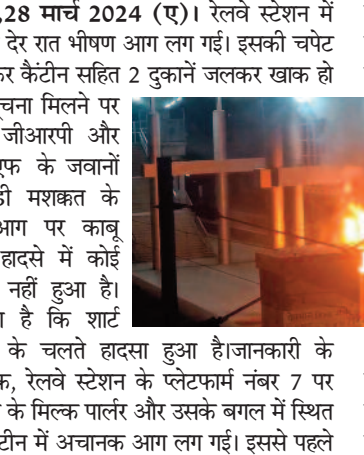 ,28 मार्च 2024 (ए)। रेलवे स्टेशन में
देर रात भीषण आग लग गई। इसकी चपेट
कैंटीन सहित 2 दुकानें जलकर खाक हो
मिलने पर
जीआरपी और
के जवानों
मशक्कत के
आग पर काबू
हादसे में कोई
नहीं हुआ है।
है कि शार्ट
के चलते हादसा हुआ है।जानकारी के
रेलवे स्टेशन के प्लेटफार्म नंबर 7 पर
के मिल्क पार्लर और उसके बगल में स्थित
में अचानक आग लग गई। इससे पहले